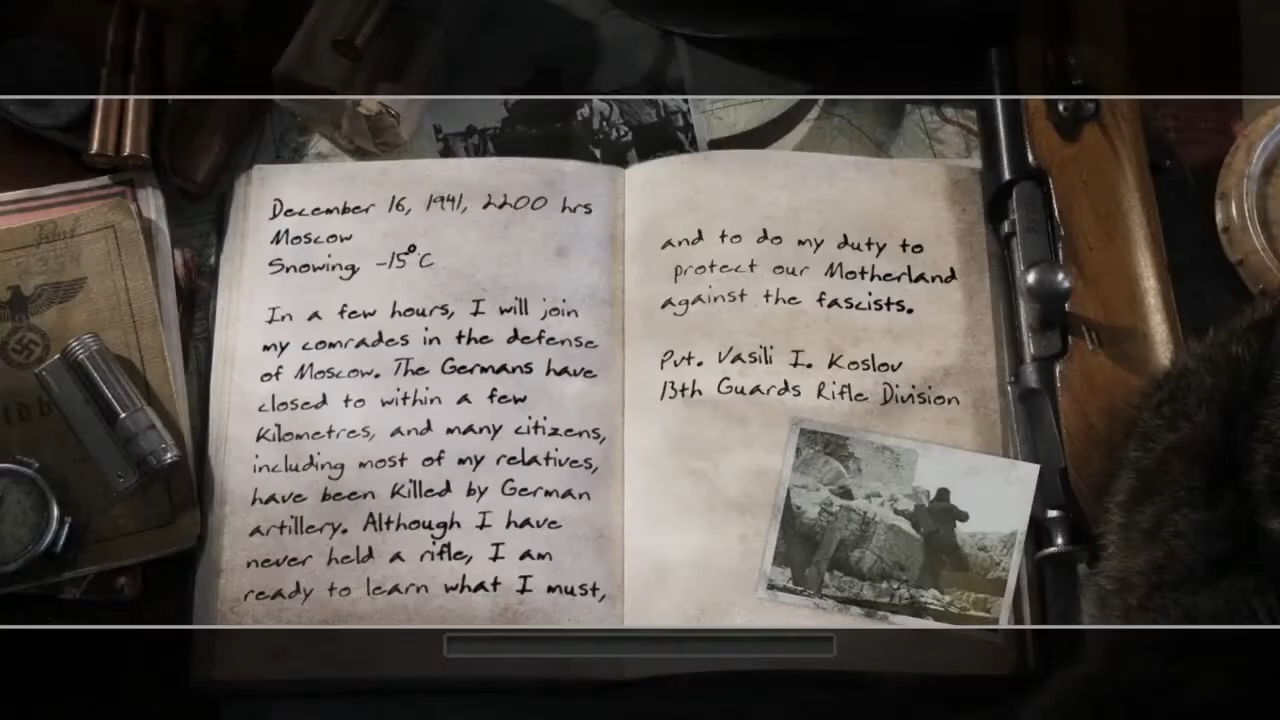 December 16, 1941, 2200 hrs
Moscow
Snowing, -15°C
In a few hours, I will join
my comrades in the defense
of Moscow. The Germans have
closed to within a few
kilometres, and many citizens,
including most of my relatives,
have been killed by German
artillery. Although I have
never held a rifle, I am
ready to learn what I must,
and to do my duty to
protect our Motherland
against the fascists.
Pvt. Vasili I. Koslov
13th Guards Rifle Division